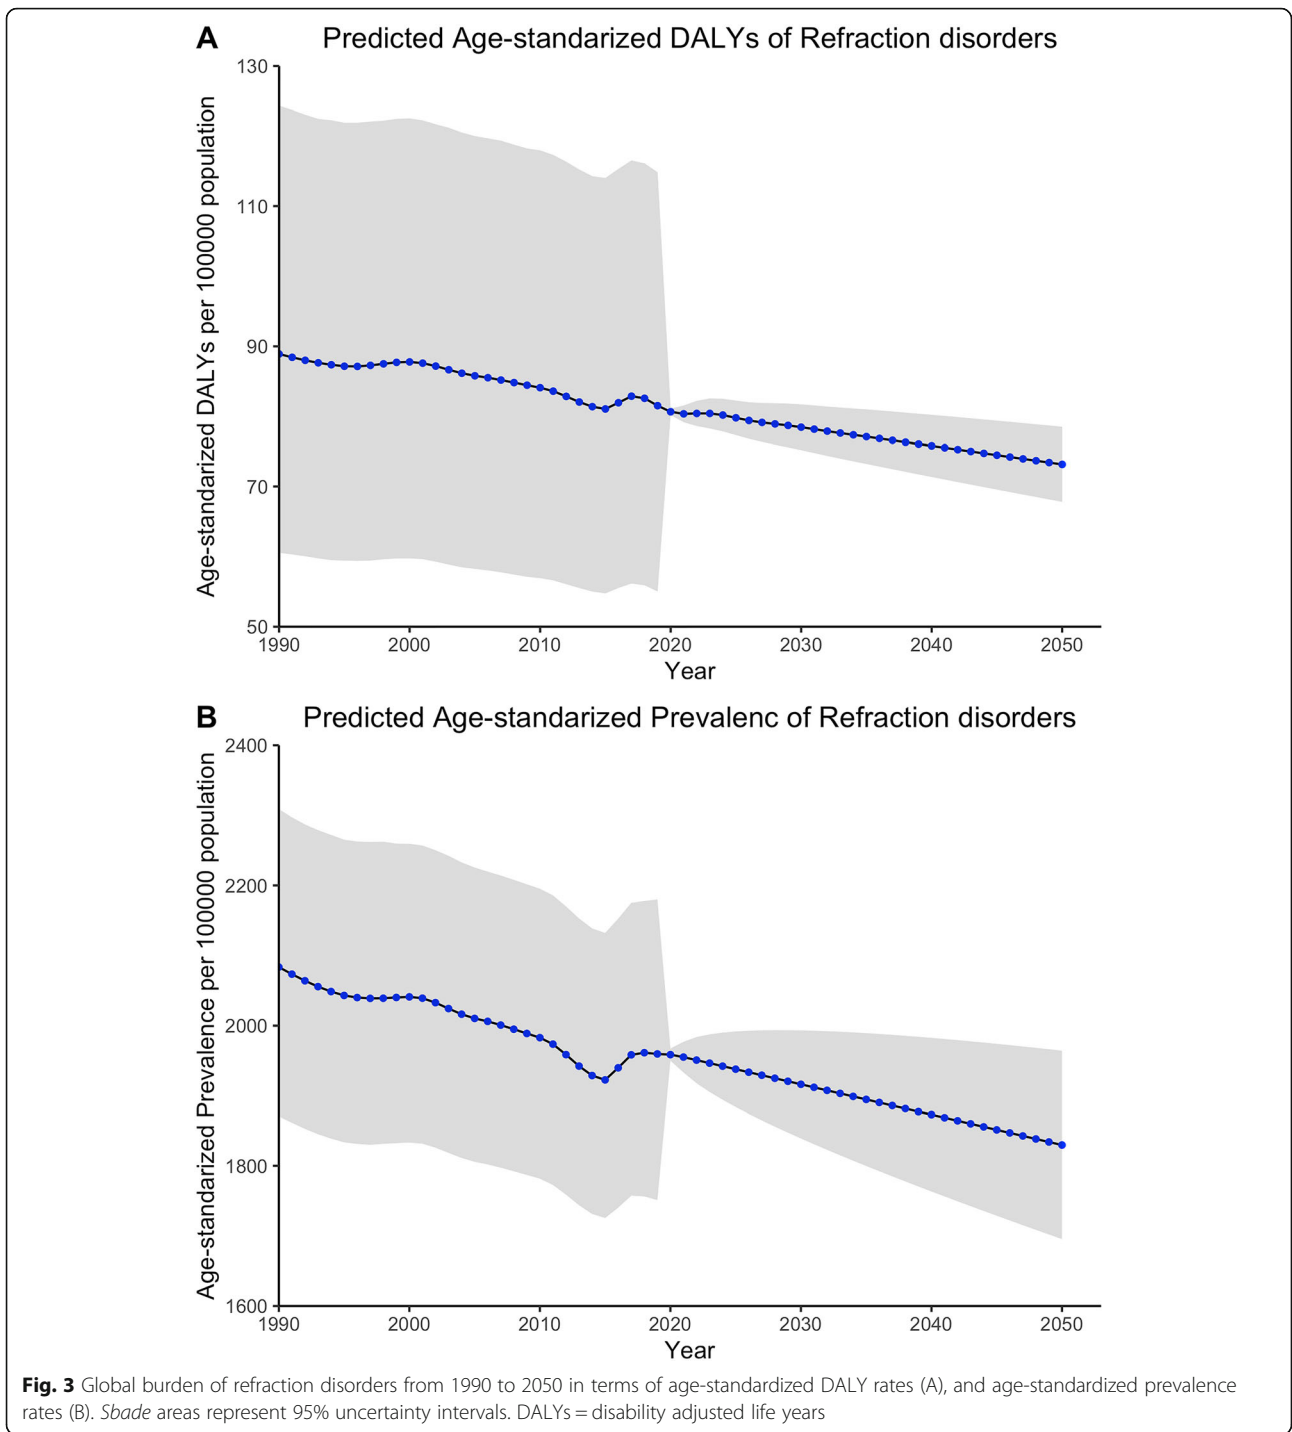 A Predicted Age-standarized DALYs of Refraction disorders
Age-standarized DALYs per 100000 population
130
110
90
70
50
1990 2000 2010 2020 2030 2040 2050
Year
B Predicted Age-standarized Prevalenc of Refraction disorders
Age-standarized Prevalence per 100000 population
2400
2200
2000
1800
1600
1990 2000 2010 2020 2030 2040 2050
Year
Fig. 3 Global burden of refraction disorders from 1990 to 2050 in terms of age-standardized DALY rates (A), and age-standardized prevalence
rates (B). Sbade areas represent 95% uncertainty intervals. DALYs = disability adjusted life years